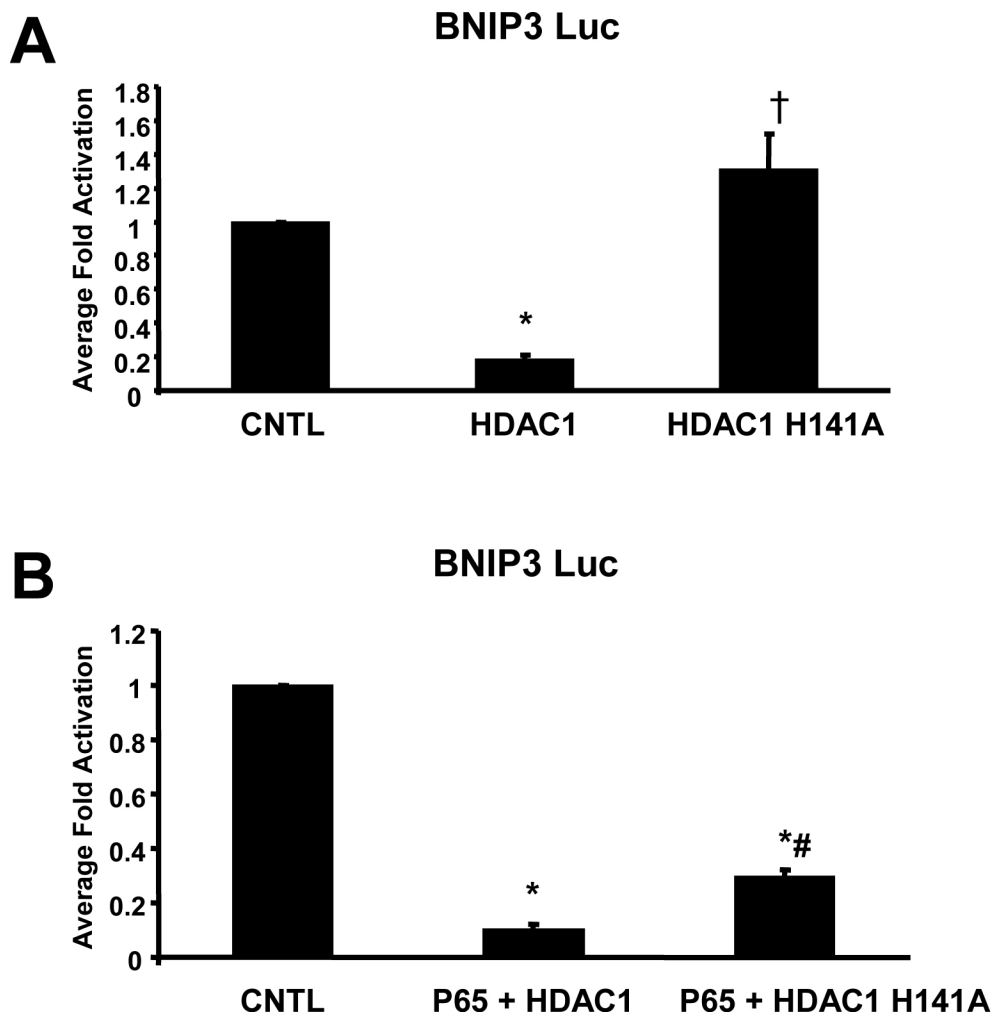 A
BNIP3 Luc
Average Fold Activation
1.8
1.6
1.4
1.2
1
0.8
0.6
0.4
0.2
0
*
†
CNTL HDAC1 HDAC1 H141A
B
BNIP3 Luc
Average Fold Activation
1.2
1
0.8
0.6
0.4
0.2
0
*
*#
CNTL P65 + HDAC1 P65 + HDAC1 H141A